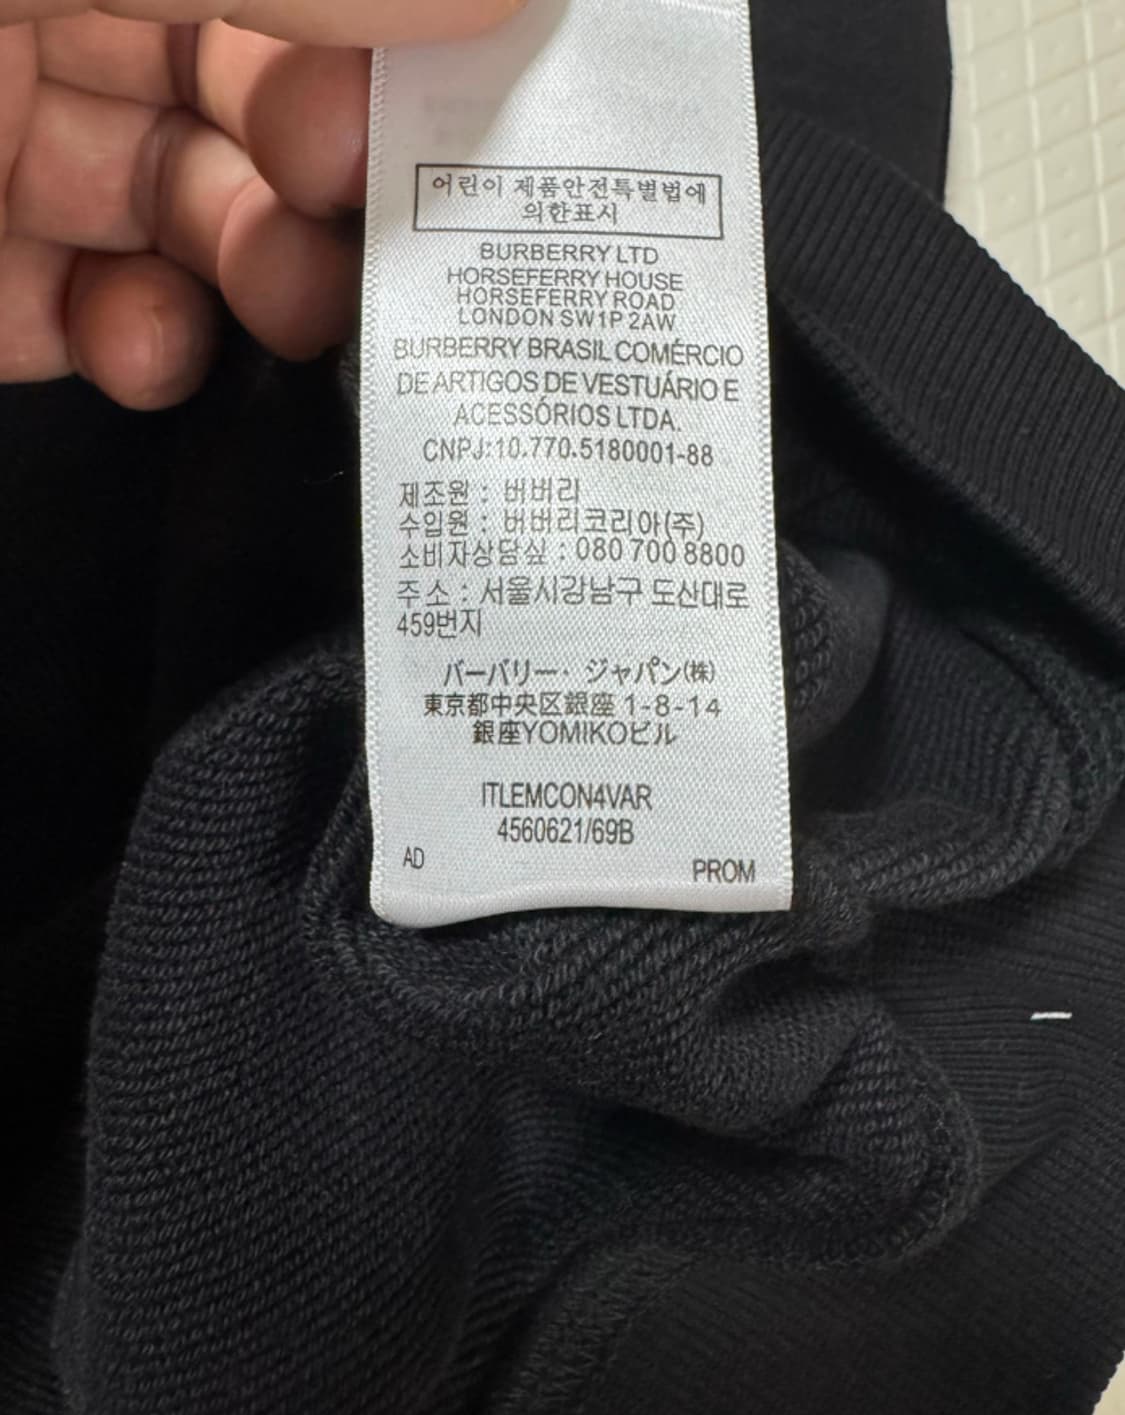 어린이 제품안전특별법에
의한표시
BURBERRY LTD
HORSEFERRY HOUSE
HORSEFERRY ROAD
LONDON SW1P 2AW
BURBERRY BRASIL COMÉRCIO
DE ARTIGOS DE VESTUÁRIO E
ACESSÓRIOS LTDA.
CNPJ:10.770.5180001-88
제조원 : 버버리
수입원 : 버버리코리아(주)
소비자상담싶 : 080 700 8800
주소 : 서울시강남구 도산대로
459번지
バーバリー・ジャパン(株)
東京都中央区銀座 1-8-14
銀座YOMIKOビル
ITLEMCON4VAR
4560621/69B
AD
PROM